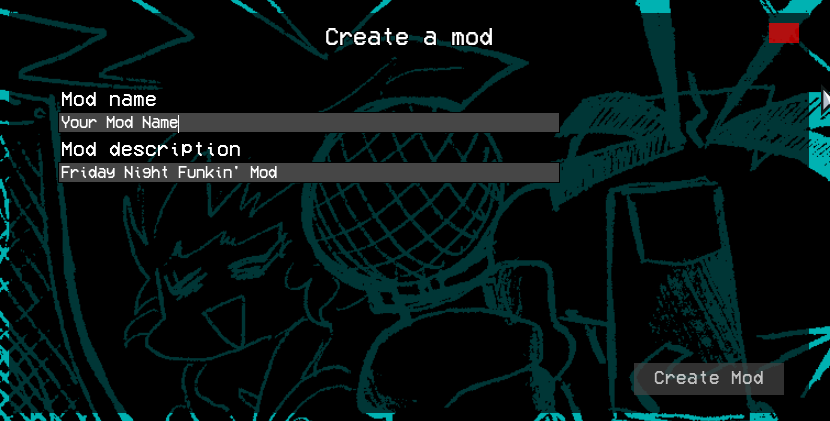 Create a mod
Mod name
Your Mod Name
Mod description
Friday Night Funkin' Mod
Create Mod